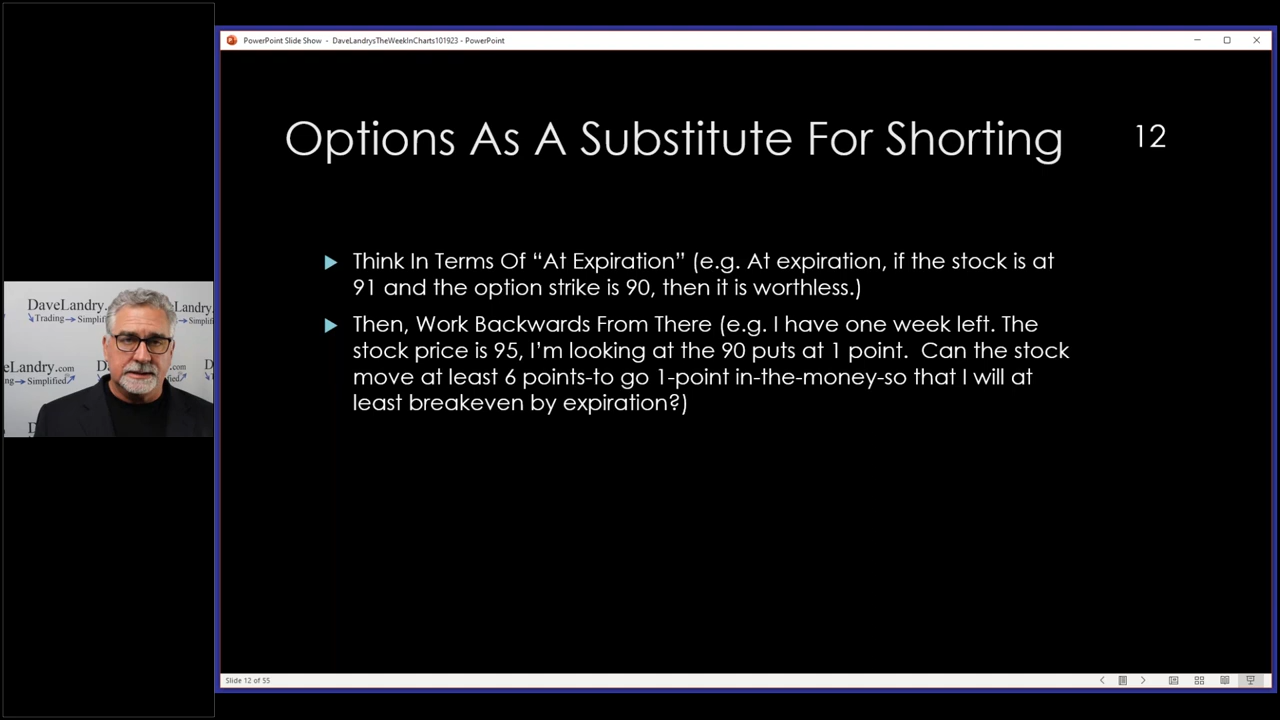 PowerPoint Slide Show - DaveLandrysTheWeekInCharts101923 - PowerPoint
Options As A Substitute For Shorting
12
Think In Terms Of “At Expiration” (e.g. At expiration, if the stock is at
91 and the option strike is 90, then it is worthless.)
Then, Work Backwards From There (e.g. I have one week left. The
stock price is 95, I’m looking at the 90 puts at 1 point.  Can the stock
move at least 6 points-to go 1-point in-the-money-so that I will at
least breakeven by expiration?)
DaveLandry.com
Trading Simplif
Landry.com
Simplified
Slide 12 of 55